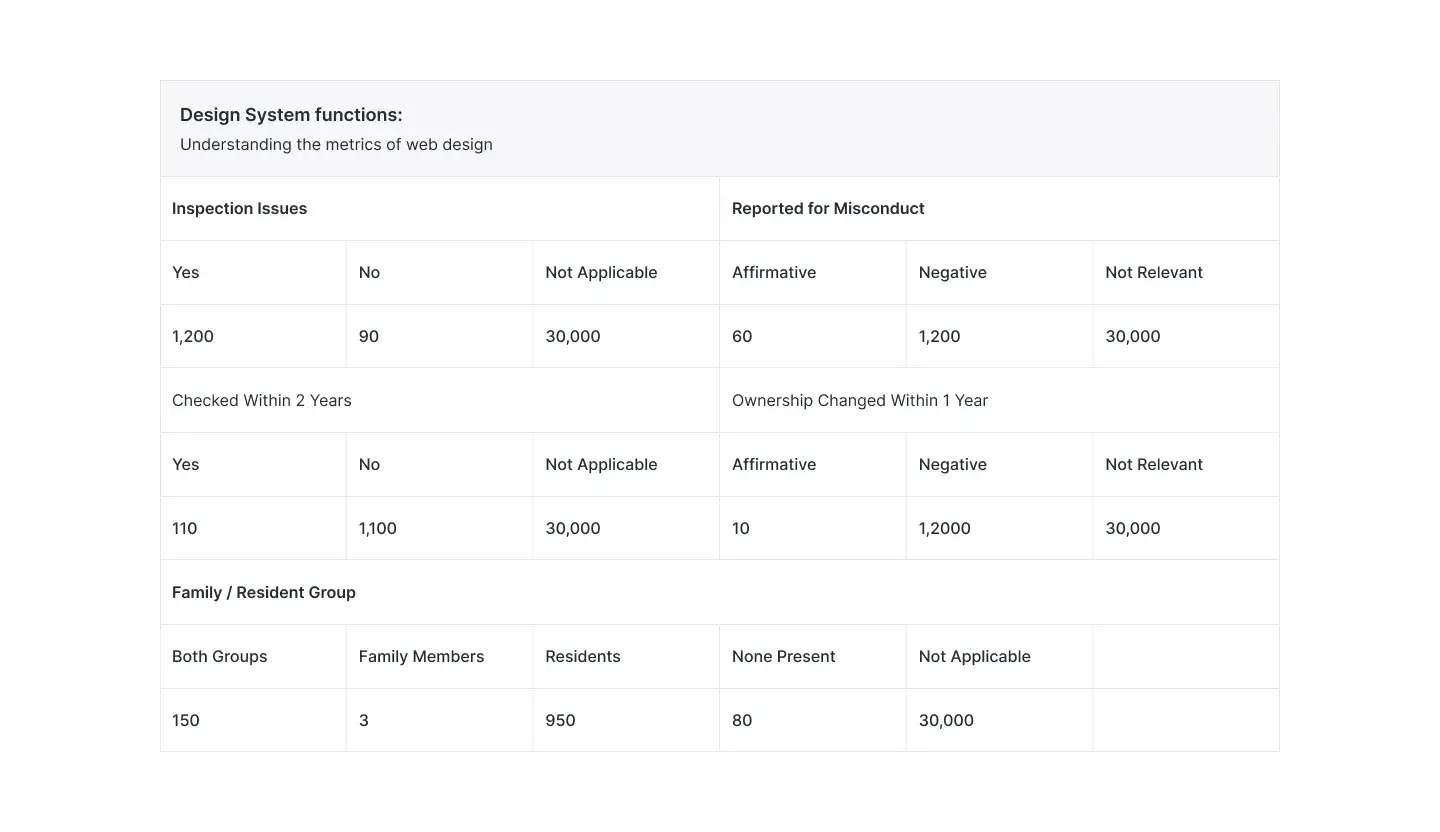 Design System functions:
Understanding the metrics of web design
Inspection Issues Reported for Misconduct
Yes No Not Applicable Affirmative Negative Not Relevant
1,200 90 30,000 60 1,200 30,000
Checked Within 2 Years Ownership Changed Within 1 Year
Yes No Not Applicable Affirmative Negative Not Relevant
110 1,100 30,000 10 1,2000 30,000
Family / Resident Group
Both Groups Family Members Residents None Present Not Applicable
150 3 950 80 30,000